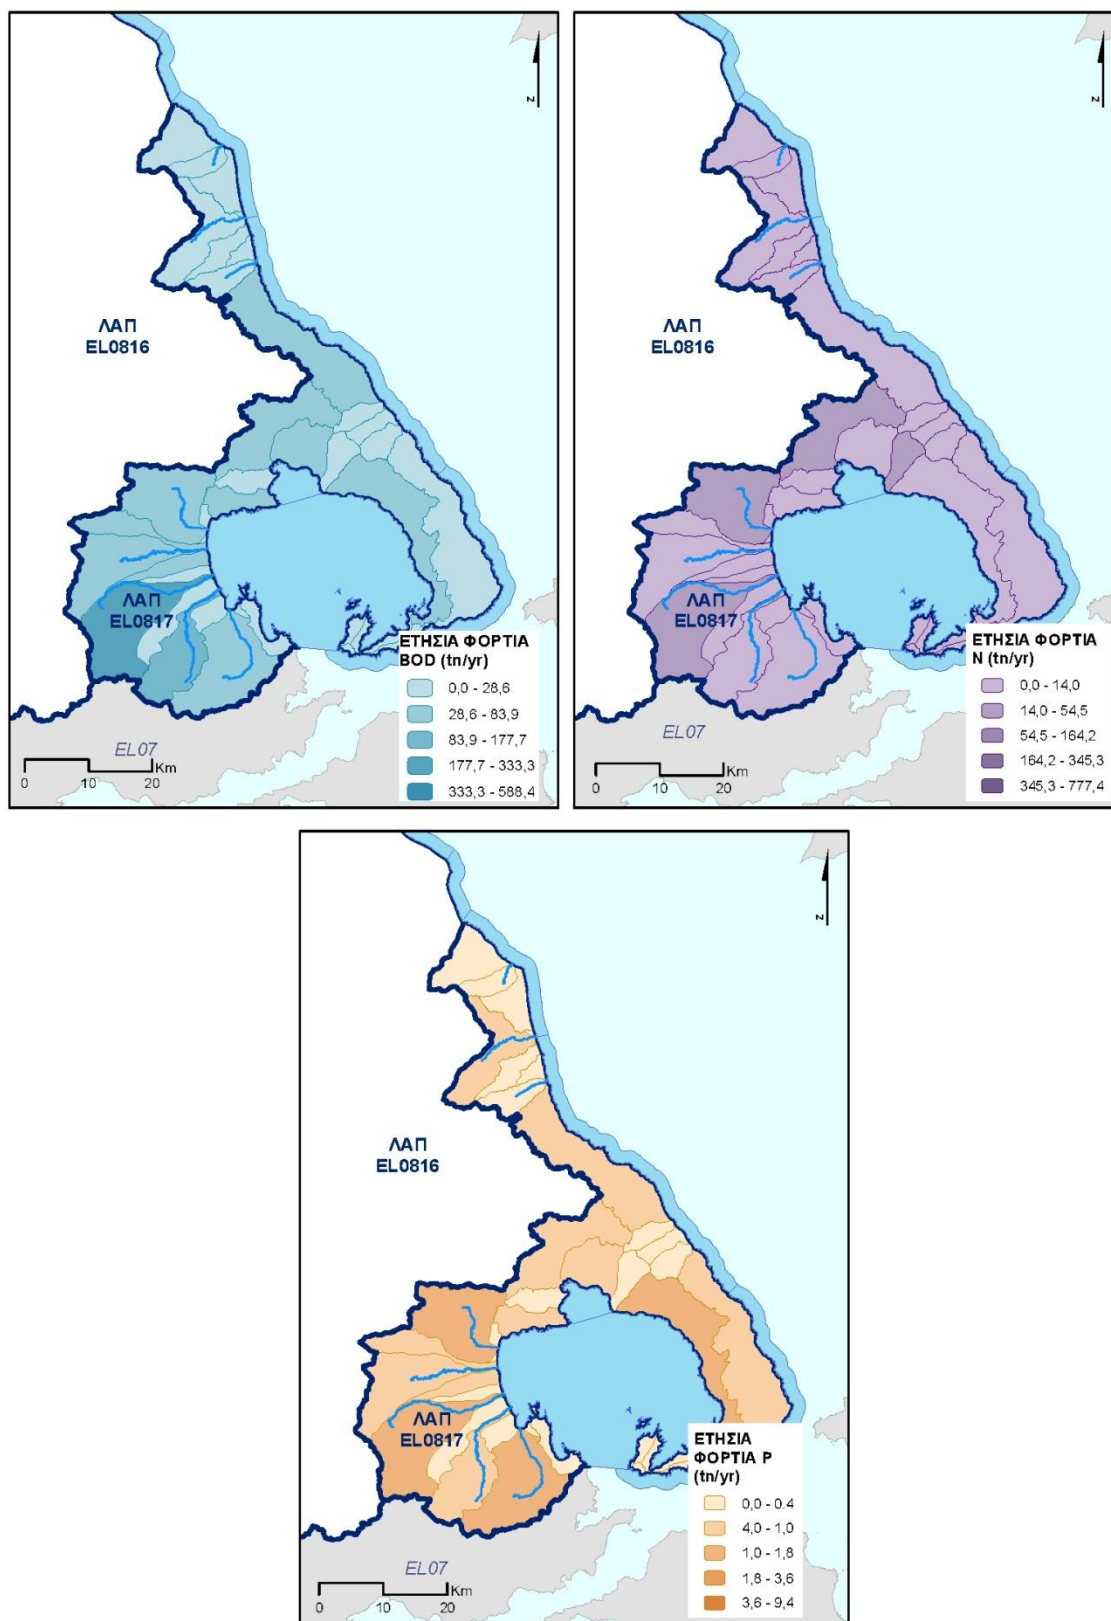 z
ΛΑΠ
EL0816
ΛΑΠ
EL0817
EL07
0 10 20 Km
ΕΤΗΣΙΑ ΦΟΡΤΙΑ
BOD (tn/yr)
0,0 - 28,6
28,6 - 83,9
83,9 - 177,7
177,7 - 333,3
333,3 - 588,4
z
ΛΑΠ
EL0816
ΛΑΠ
EL0817
EL07
0 10 20 Km
ΕΤΗΣΙΑ ΦΟΡΤΙΑ
N (tn/yr)
0,0 - 14,0
14,0 - 54,5
54,5 - 164,2
164,2 - 345,3
345,3 - 777,4
z
ΛΑΠ
EL0816
ΛΑΠ
EL0817
EL07
0 10 20 Km
ΕΤΗΣΙΑ
ΦΟΡΤΙΑ P
(tn/yr)
0,0 - 0.4
4,0 - 1,0
1,0 - 1,8
1,8 - 3,6
3,6 - 9,4